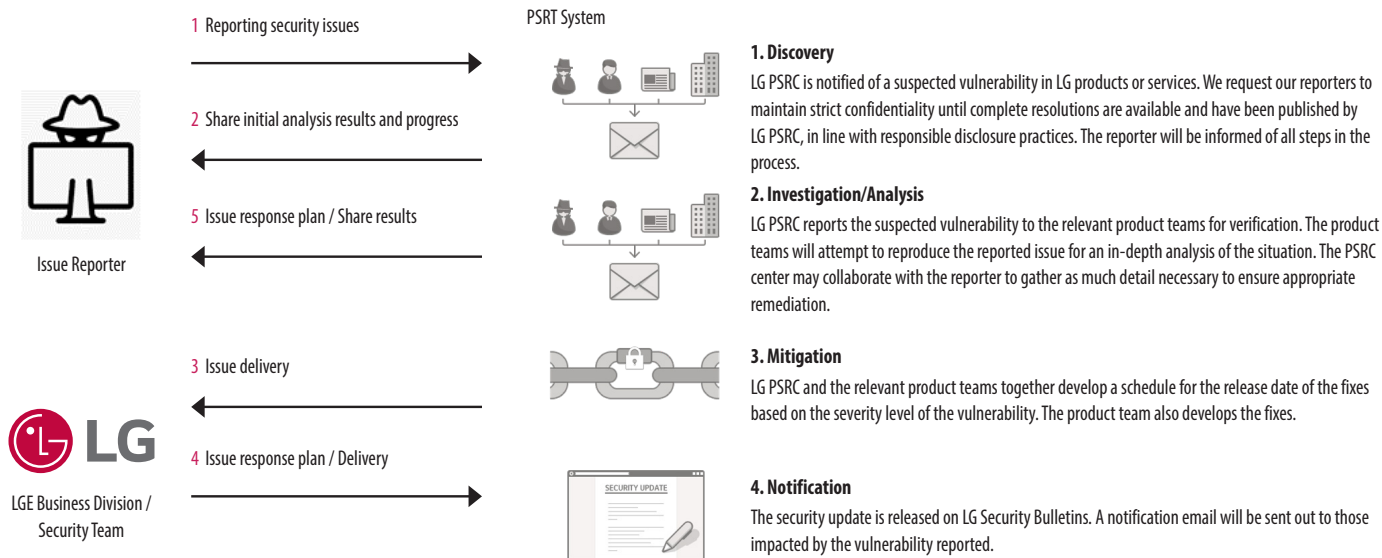 1 Reporting security issues
2 Share initial analysis results and progress
5 Issue response plan / Share results
Issue Reporter
3 Issue delivery
LG
4 Issue response plan / Delivery
LGE Business Division /
Security Team
PSRT System
SECURITY UPDATE
1. Discovery
LG PSRC is notified of a suspected vulnerability in LG products or services. We request our reporters to
maintain strict confidentiality until complete resolutions are available and have been published by
LG PSRC, in line with responsible disclosure practices. The reporter will be informed of all steps in the
process.
2. Investigation/Analysis
LG PSRC reports the suspected vulnerability to the relevant product teams for verification. The product
teams will attempt to reproduce the reported issue for an in-depth analysis of the situation. The PSRC
center may collaborate with the reporter to gather as much detail necessary to ensure appropriate
remediation.
3. Mitigation
LG PSRC and the relevant product teams together develop a schedule for the release date of the fixes
based on the severity level of the vulnerability. The product team also develops the fixes.
4. Notification
The security update is released on LG Security Bulletins. A notification email will be sent out to those
impacted by the vulnerability reported.